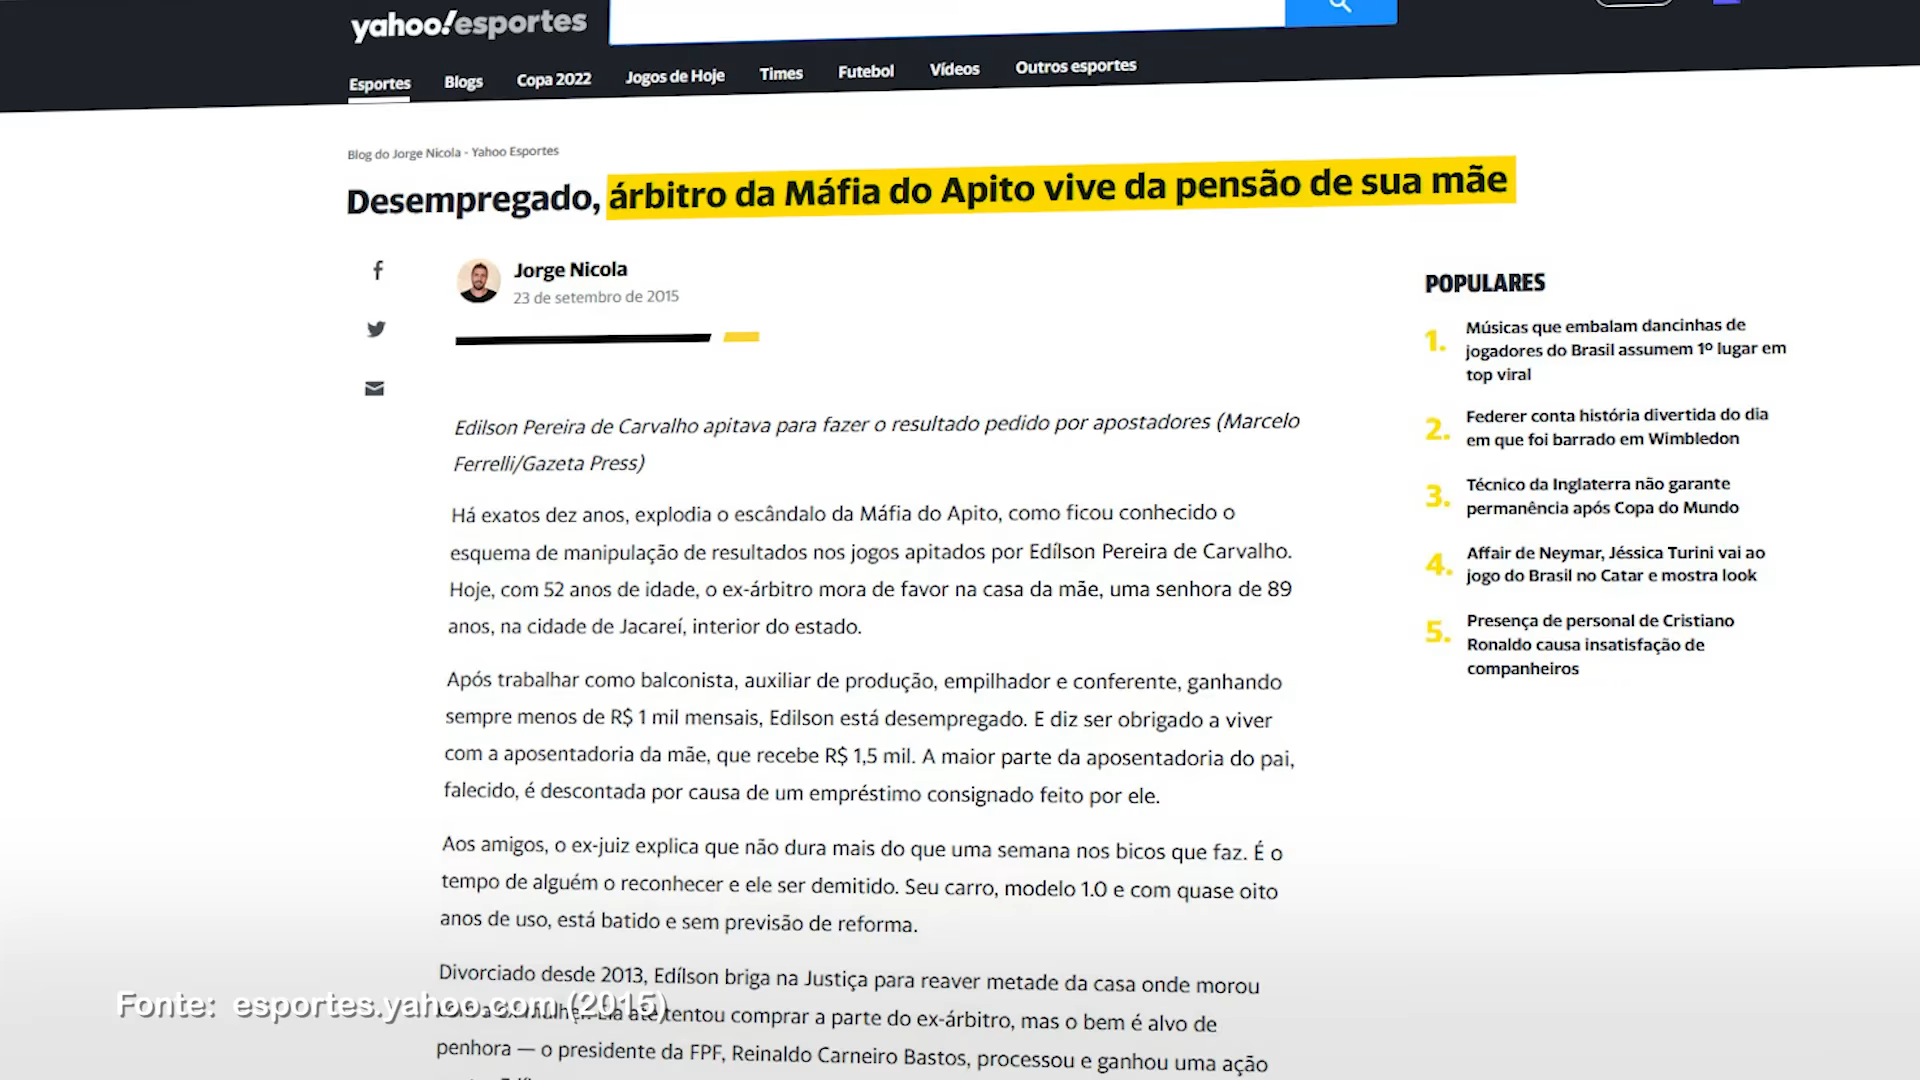 yahoo!esportes
Esportes Blogs Copa 2022 Jogos de Hoje Times Futebol Vídeos Outros esportes
Blog do Jorge Nicola - Yahoo Esportes
Desempregado, árbitro da Máfia do Apito vive da pensão de sua mãe
Jorge Nicola
23 de setembro de 2015
Edilson Pereira de Carvalho apitava para fazer o resultado pedido por apostadores (Marcelo
Ferrelli/Gazeta Press)
Há exatos dez anos, explodia o escândalo da Máfia do Apito, como ficou conhecido o
esquema de manipulação de resultados nos jogos apitados por Edílson Pereira de Carvalho.
Hoje, com 52 anos de idade, o ex-árbitro mora de favor na casa da mãe, uma senhora de 89
anos, na cidade de Jacareí, interior do estado.
Após trabalhar como balconista, auxiliar de produção, empilhador e conferente, ganhando
sempre menos de R$ 1 mil mensais, Edilson está desempregado. E diz ser obrigado a viver
com a aposentadoria da mãe, que recebe R$ 1,5 mil. A maior parte da aposentadoria do pai,
falecido, é descontada por causa de um empréstimo consignado feito por ele.
Aos amigos, o ex-juiz explica que não dura mais do que uma semana nos bicos que faz. É o
tempo de alguém o reconhecer e ele ser demitido. Seu carro, modelo 1.0 e com quase oito
anos de uso, está batido e sem previsão de reforma.
Divorciado desde 2013, Edílson briga na Justiça para reaver metade da casa onde morou
tentou comprar a parte do ex-árbitro, mas o bem é alvo de
penhora — o presidente da FPF, Reinaldo Carneiro Bastos, processou e ganhou uma ação
POPULARES
1. Músicas que embalam dancinhas de
jogadores do Brasil assumem 1º lugar em
top viral
2. Federer conta história divertida do dia
em que foi barrado em Wimbledon
3. Técnico da Inglaterra não garante
permanência após Copa do Mundo
4. Affair de Neymar, Jéssica Turini vai ao
jogo do Brasil no Catar e mostra look
5. Presença de personal de Cristiano
Ronaldo causa insatisfação de
companheiros
Fonte: esportes.yahoo.com (2015)